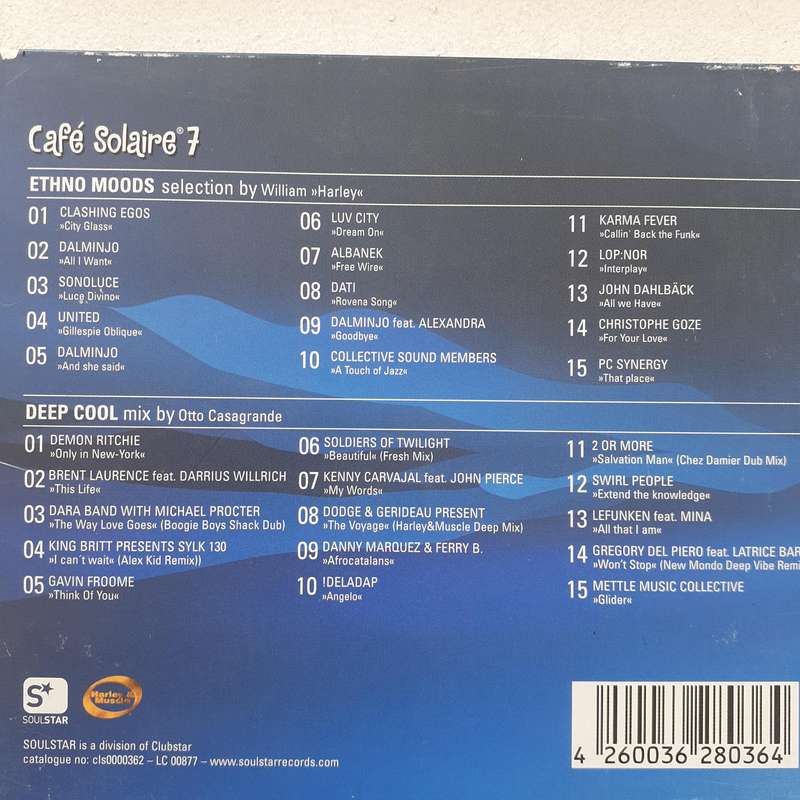 Café Solaire® 7
ETHNO MOODS selection by William »Harley«
01 CLASHING EGOS
»City Glass«
02 DALMINJO
»All I Want«
03 SONOLUCE
»Luce Divino«
04 UNITED
»Gillespie Oblique«
05 DALMINJO
»And she said«
06 LUV CITY
»Dream On«
07 ALBANEK
»Free Wire«
08 DATI
»Rovena Song«
09 DALMINJO feat. ALEXANDRA
»Goodbye«
10 COLLECTIVE SOUND MEMBERS
»A Touch of Jazz«
11 KARMA FEVER
»Callin' Back the Funk«
12 LOP:NOR
»Interplay«
13 JOHN DAHLBÄCK
»All we Have«
14 CHRISTOPHE GOZE
»For Your Love«
15 PC SYNERGY
»That place«
DEEP COOL mix by Otto Casagrande
01 DEMON RITCHIE
»Only in New-York«
02 BRENT LAURENCE feat. DARRIUS WILLRICH
»This Life«
03 DARA BAND WITH MICHAEL PROCTER
»The Way Love Goes« (Boogie Boys Shack Dub)
04 KING BRITT PRESENTS SYLK 130
»I can´t wait« (Alex Kid Remix))
05 GAVIN FROOME
»Think Of You«
06 SOLDIERS OF TWILIGHT
»Beautiful« (Fresh Mix)
07 KENNY CARVAJAL feat. JOHN PIERCE
»My Words«
08 DODGE & GERIDEAU PRESENT
»The Voyage« (Harley&Muscle Deep Mix)
09 DANNY MARQUEZ & FERRY B.
»Afrocatalans«
10 !DELADAP
»Angelo«
11 2 OR MORE
»Salvation Man« (Chez Damier Dub Mix)
12 SWIRL PEOPLE
»Extend the knowledge«
13 LEFUNKEN feat. MINA
»All that I am«
14 GREGORY DEL PIERO feat. LATRICE BAR
»Won't Stop« (New Mondo Deep Vibe Remi
15 METTLE MUSIC COLLECTIVE
»Glider«
S★
SOULSTAR
Harley & Muscle
SOULSTAR is a division of Clubstar
catalogue no: cls0000362 – LC 00877 – www.soulstarrecords.com
4 260036 280364